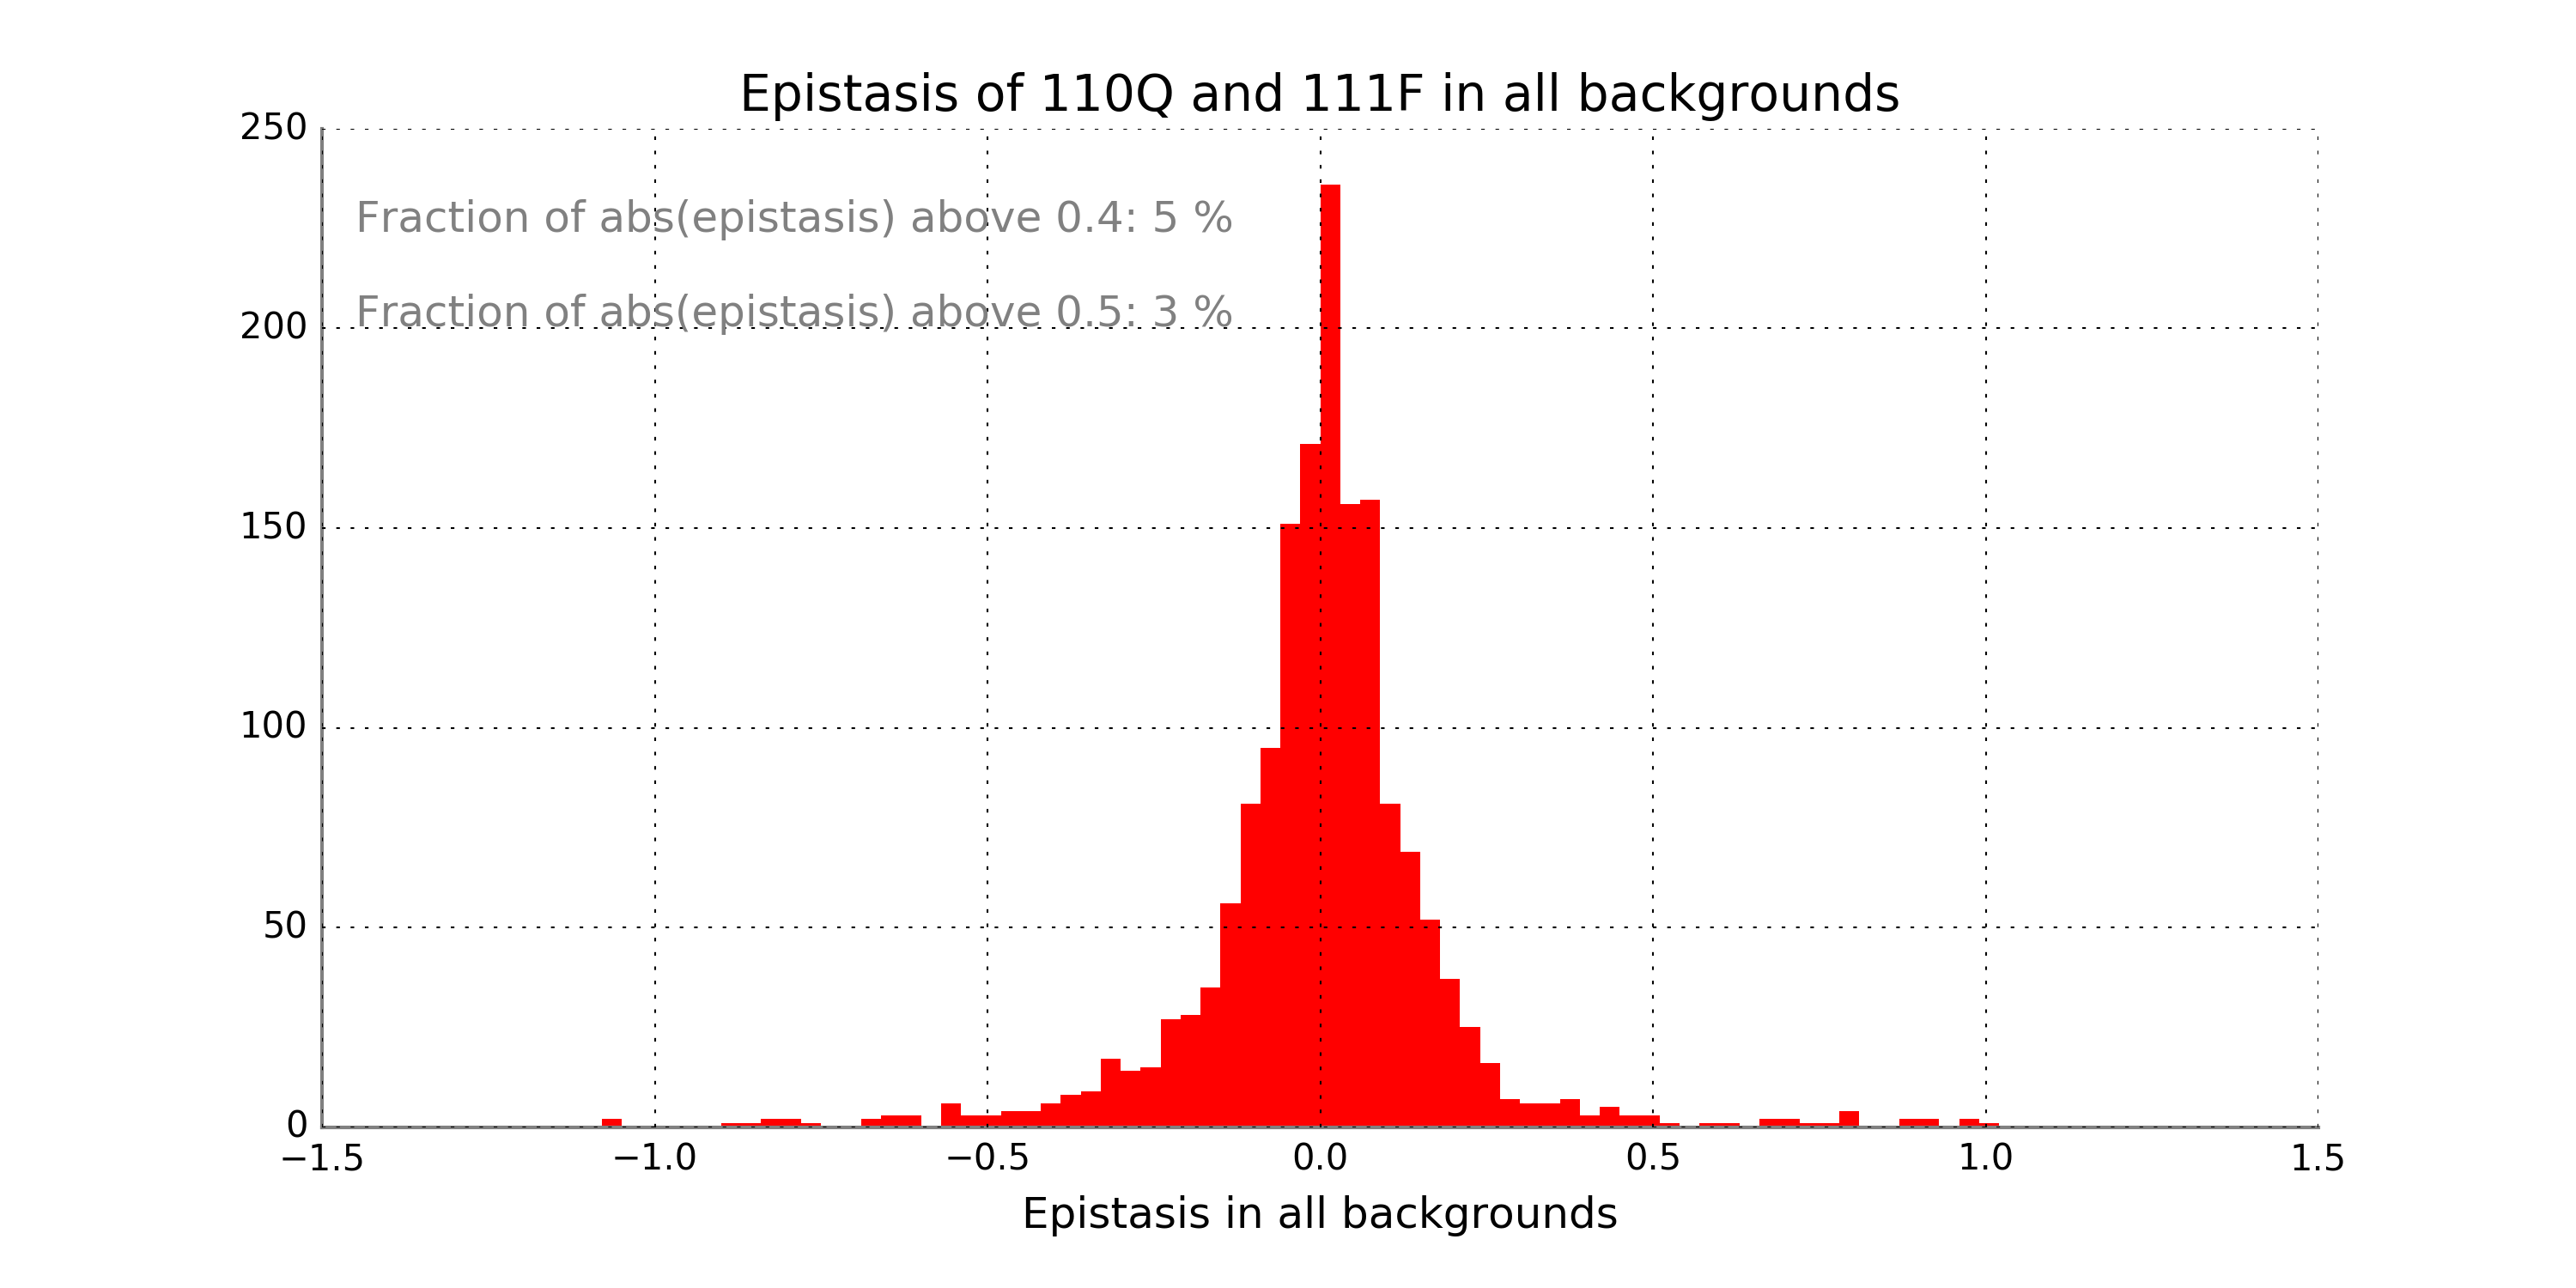 Epistasis of 110Q and 111F in all backgrounds
250
Fraction of abs(epistasis) above 0.4: 5 %
Fraction of abs(epistasis) above 0.5: 3 %
200
150
100
50
0
−1.5 −1.0 −0.5 0.0 0.5 1.0 1.5
Epistasis in all backgrounds